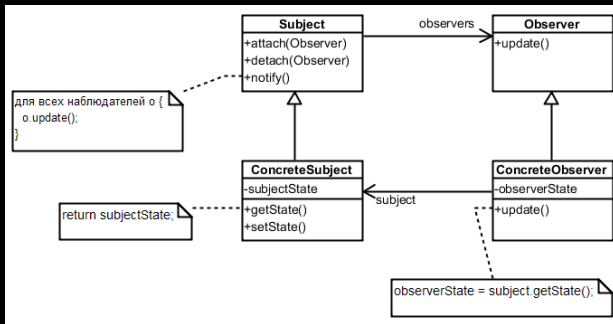 Subject
+attach(Observer)
+detach(Observer)
+notify()
observers
Observer
+update()
для всех наблюдателей o {
o.update();
}
ConcreteSubject
-subjectState
+getState()
+setState()
subject
ConcreteObserver
-observerState
+update()
return subjectState;
observerState = subject.getState();